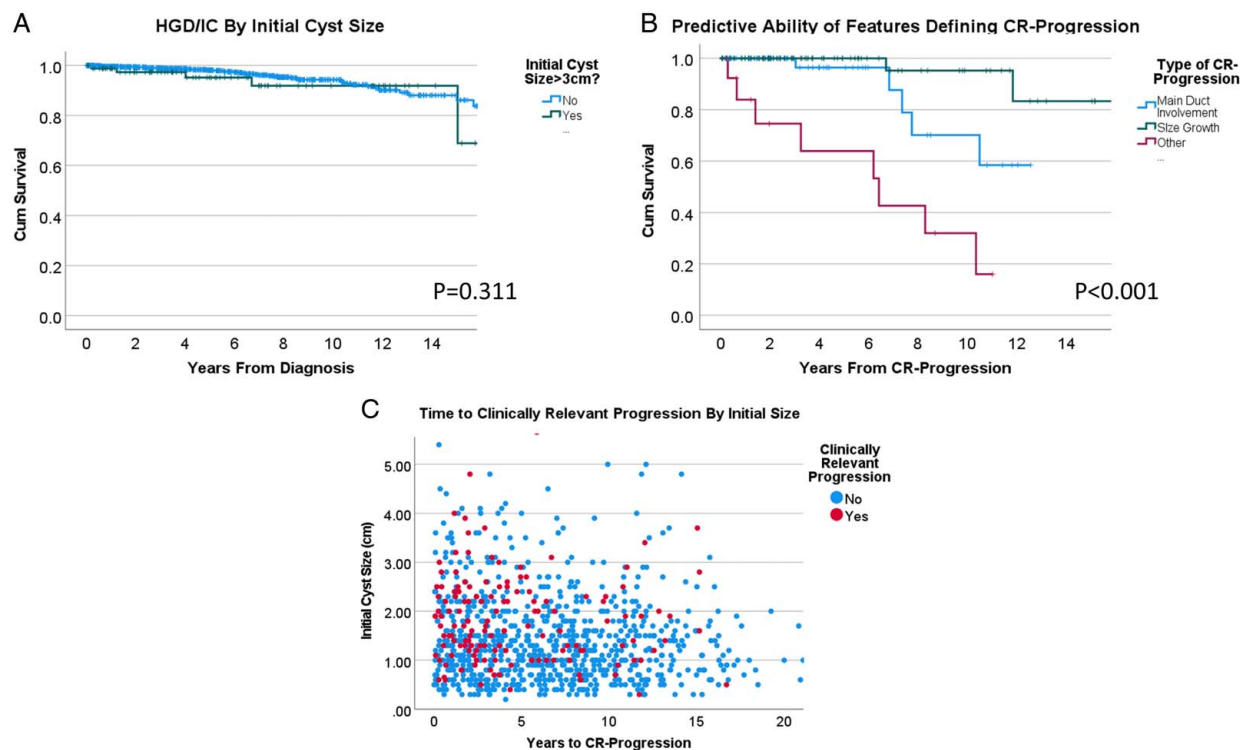 A
HGD/IC By Initial Cyst Size
Cum Survival
1.0
0.8
0.6
0.4
0.2
0.0
0 2 4 6 8 10 12 14
Years From Diagnosis
P=0.311
Initial Cyst
Size>3cm?
No
Yes
...
B
Predictive Ability of Features Defining CR-Progression
Cum Survival
1.0
0.8
0.6
0.4
0.2
0.0
0 2 4 6 8 10 12 14
Years From CR-Progression
P<0.001
Type of CR-
Progression
Main Duct
Involvement
SIze Growth
Other
...
C
Time to Clinically Relevant Progression By Initial Size
Initial Cyst Size (cm)
5.00
4.00
3.00
2.00
1.00
.00
0 5 10 15 20
Years to CR-Progression
Clinically
Relevant
Progression
No
Yes